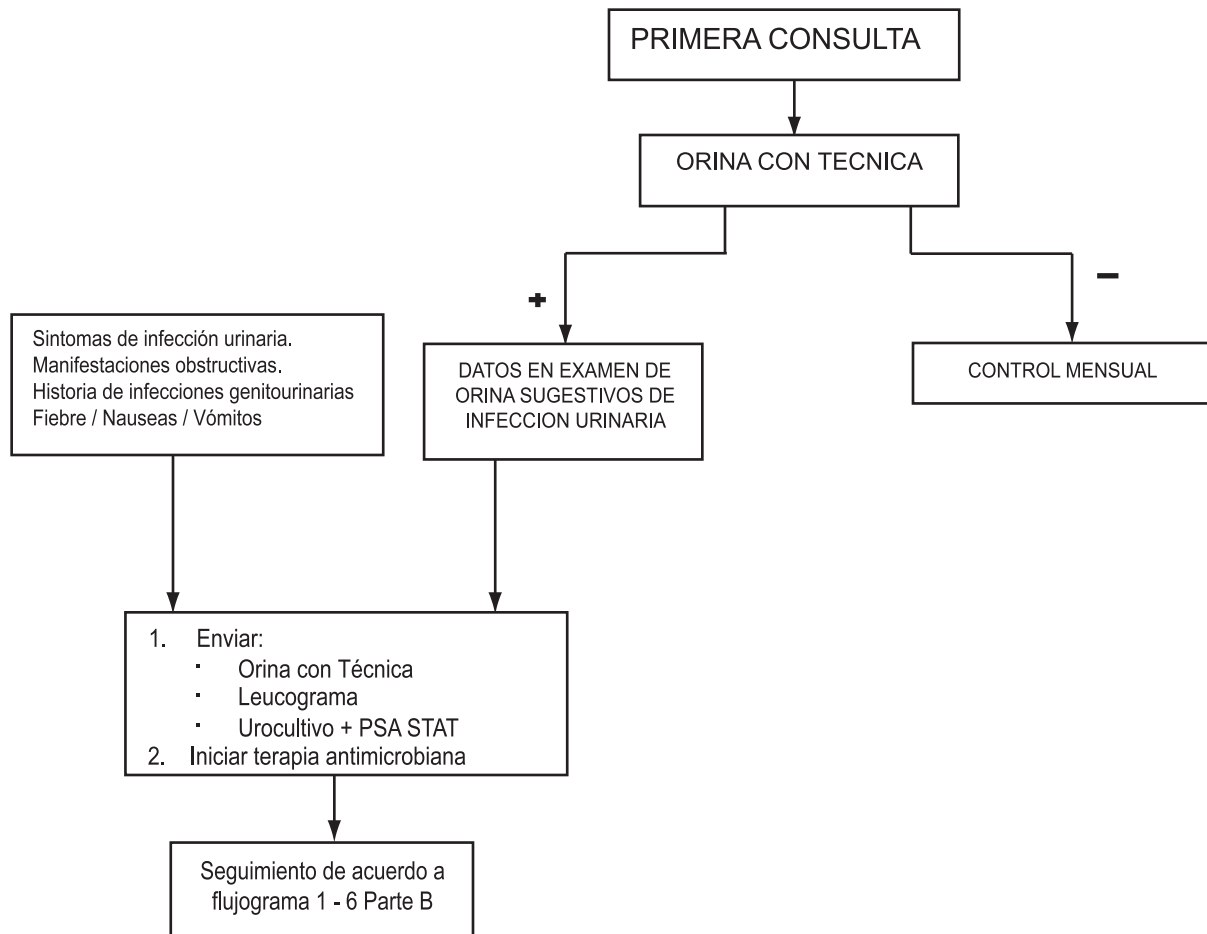 PRIMERA CONSULTA
ORINA CON TECNICA
+
−
Sintomas de infección urinaria.
Manifestaciones obstructivas.
Historia de infecciones genitourinarias
Fiebre / Nauseas / Vómitos
DATOS EN EXAMEN DE
ORINA SUGESTIVOS DE
INFECCION URINARIA
CONTROL MENSUAL
1. Enviar:
· Orina con Técnica
· Leucograma
· Urocultivo + PSA STAT
2. Iniciar terapia antimicrobiana
Seguimiento de acuerdo a
flujograma 1 - 6 Parte B